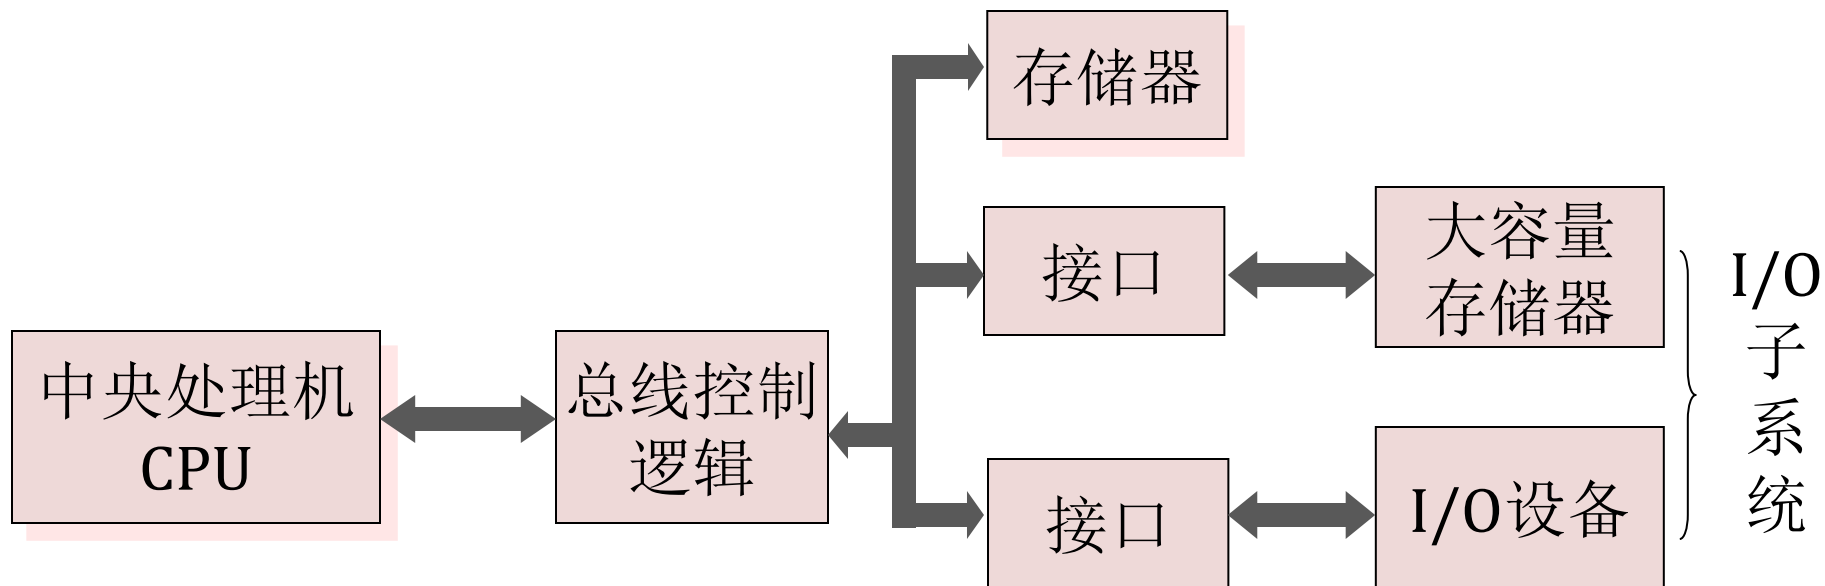 存储器
接口
大容量
存储器
中央处理机
CPU
总线控制
逻辑
接口
I/O设备
I/O
子
系
统